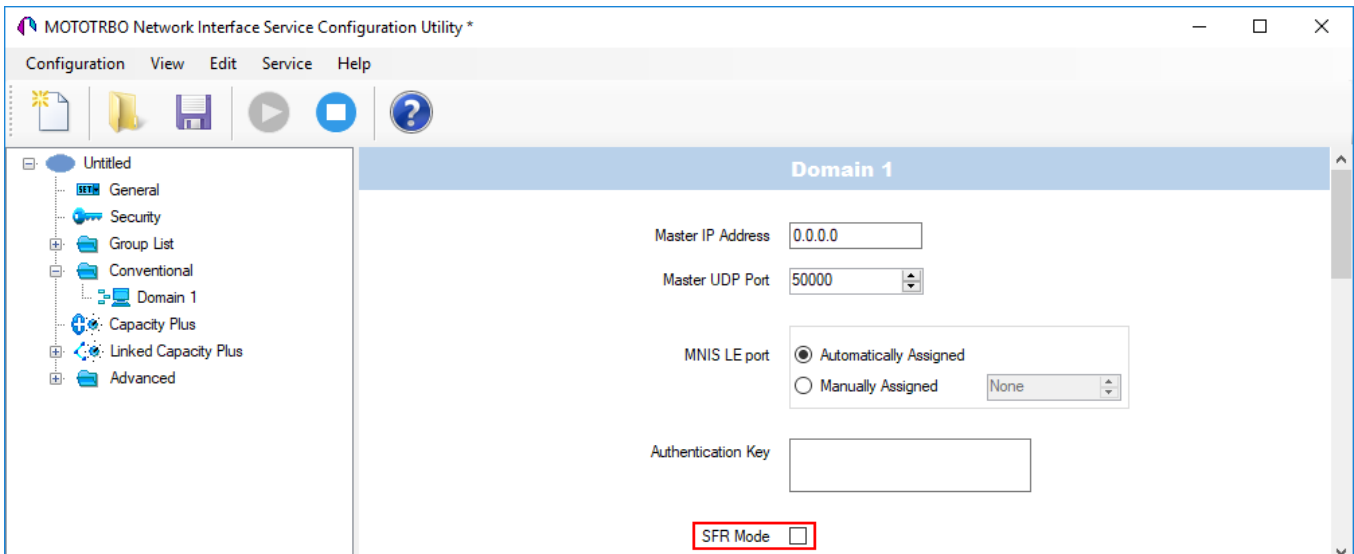 MOTOTRBO Network Interface Service Configuration Utility *
Configuration View Edit Service Help
?
Untitled
SET General
Security
Group List
Conventional
Domain 1
Capacity Plus
Linked Capacity Plus
Advanced
Domain 1
Master IP Address 0.0.0.0
Master UDP Port 50000
MNIS LE port Automatically Assigned
Manually Assigned None
Authentication Key
SFR Mode